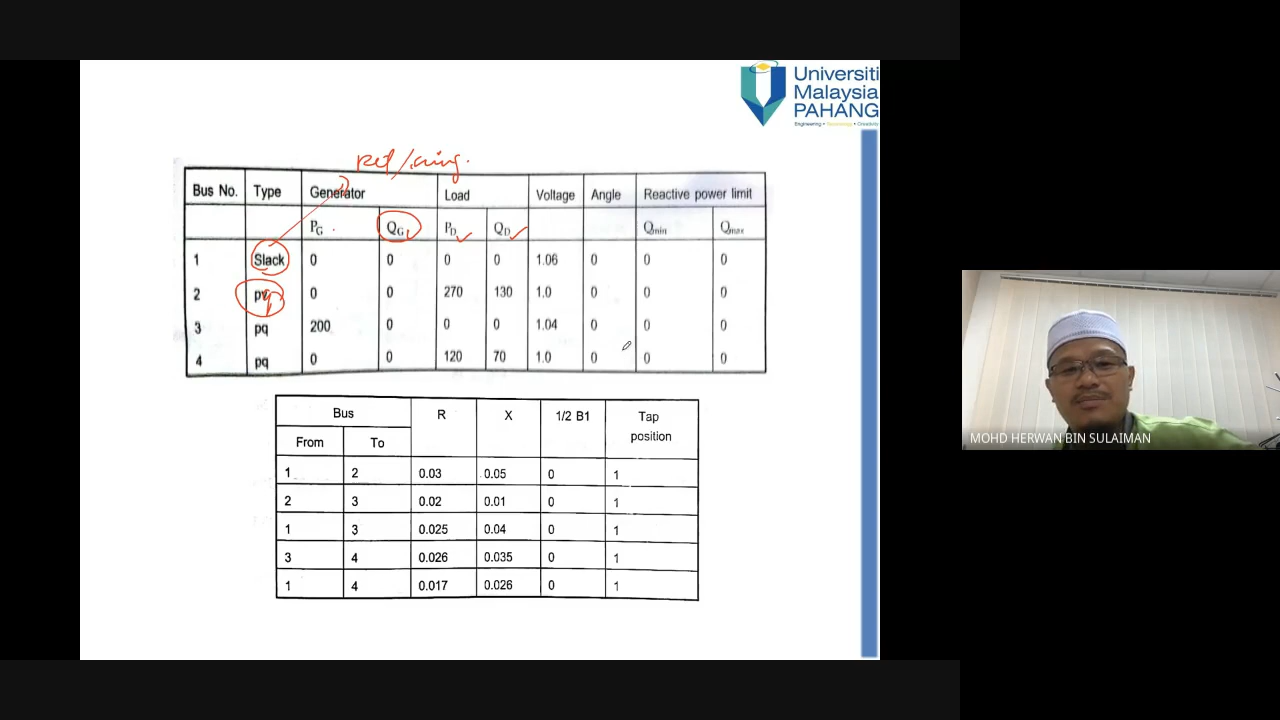 Universiti
Malaysia
PAHANG
Engineering • Technology • Creativity
Ref/swing.
Bus No. Type Generator Load Voltage Angle Reactive power limit
PG QG PD QD Qmin Qmax
1 Slack 0 0 0 0 1.06 0 0 0
2 pq 0 0 270 130 1.0 0 0 0
3 pq 200 0 0 0 1.04 0 0 0
4 pq 0 0 120 70 1.0 0 0 0
Bus R X 1/2 B1 Tap position
From To
1 2 0.03 0.05 0 1
2 3 0.02 0.01 0 1
1 3 0.025 0.04 0 1
3 4 0.026 0.035 0 1
1 4 0.017 0.026 0 1
MOHD HERWAN BIN SULAIMAN